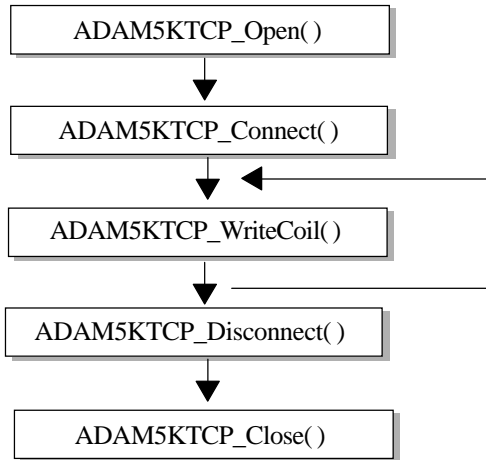 ADAM5KTCP_Open( )
ADAM5KTCP_Connect( )
ADAM5KTCP_WriteCoil( )
ADAM5KTCP_Disconnect( )
ADAM5KTCP_Close( )